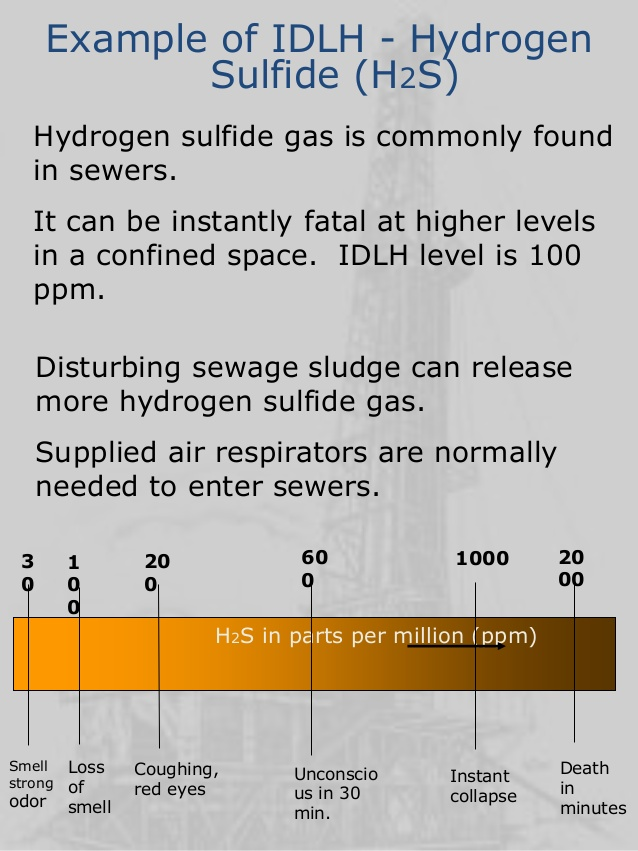 Example of IDLH - Hydrogen
Sulfide (H2S)
Hydrogen sulfide gas is commonly found
in sewers.
It can be instantly fatal at higher levels
in a confined space.  IDLH level is 100
ppm.
Disturbing sewage sludge can release
more hydrogen sulfide gas.
Supplied air respirators are normally
needed to enter sewers.
3
0
1
0
0
20
0
60
0
1000
20
00
H2S in parts per million (ppm)
Smell
strong
odor
Loss
of
smell
Coughing,
red eyes
Unconscio
us in 30
min.
Instant
collapse
Death
in
minutes